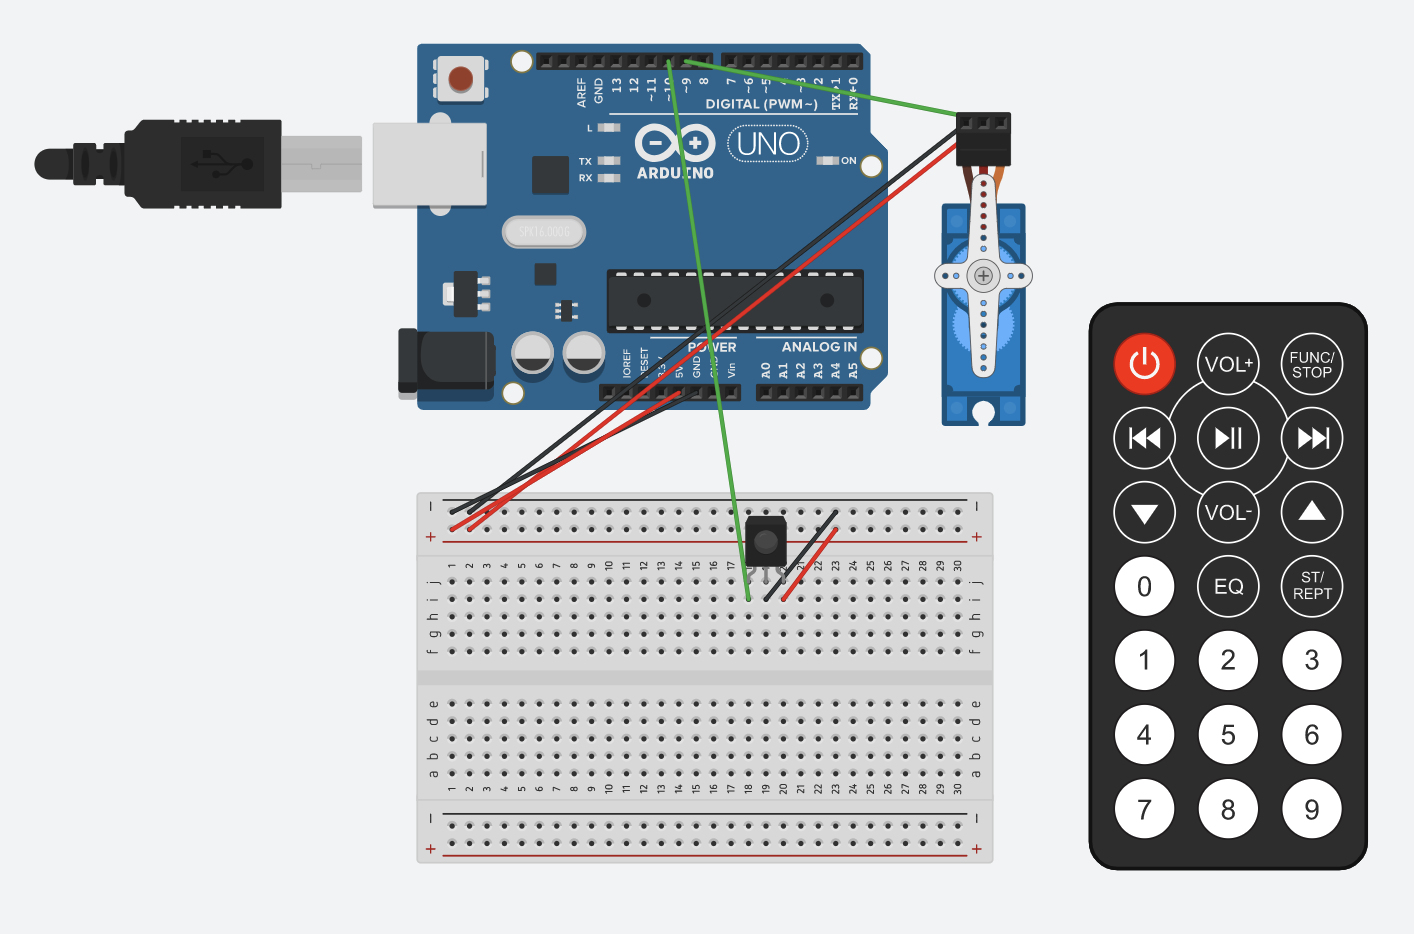 AREF
GND
13
12
~11
~10
~9
8
7
~6
~5
~3
2
TX▸1
RX◂0
DIGITAL (PWM~)
L
TX
RX
ARDUINO
UNO
ON
SPK16.000G
POWER
ANALOG IN
IOREF
RESET
3.3V
5V
GND
GND
Vin
A0
A1
A2
A3
A4
A5
VOL+
FUNC/
STOP
VOL-
0
EQ
ST/
REPT
1 2 3
4 5 6
7 8 9
− −
+ +
1 2 3 4 5 6 7 8 9 10 11 12 13 14 15 16 17 18 20 21 22 23 24 25 26 27 28 29 30
j j
i i
h h
g g
f f
e e
d d
c c
b b
a a
1 2 3 4 5 6 7 8 9 10 11 12 13 14 15 16 17 18 19 20 21 22 23 24 25 26 27 28 29 30
− −
+ +